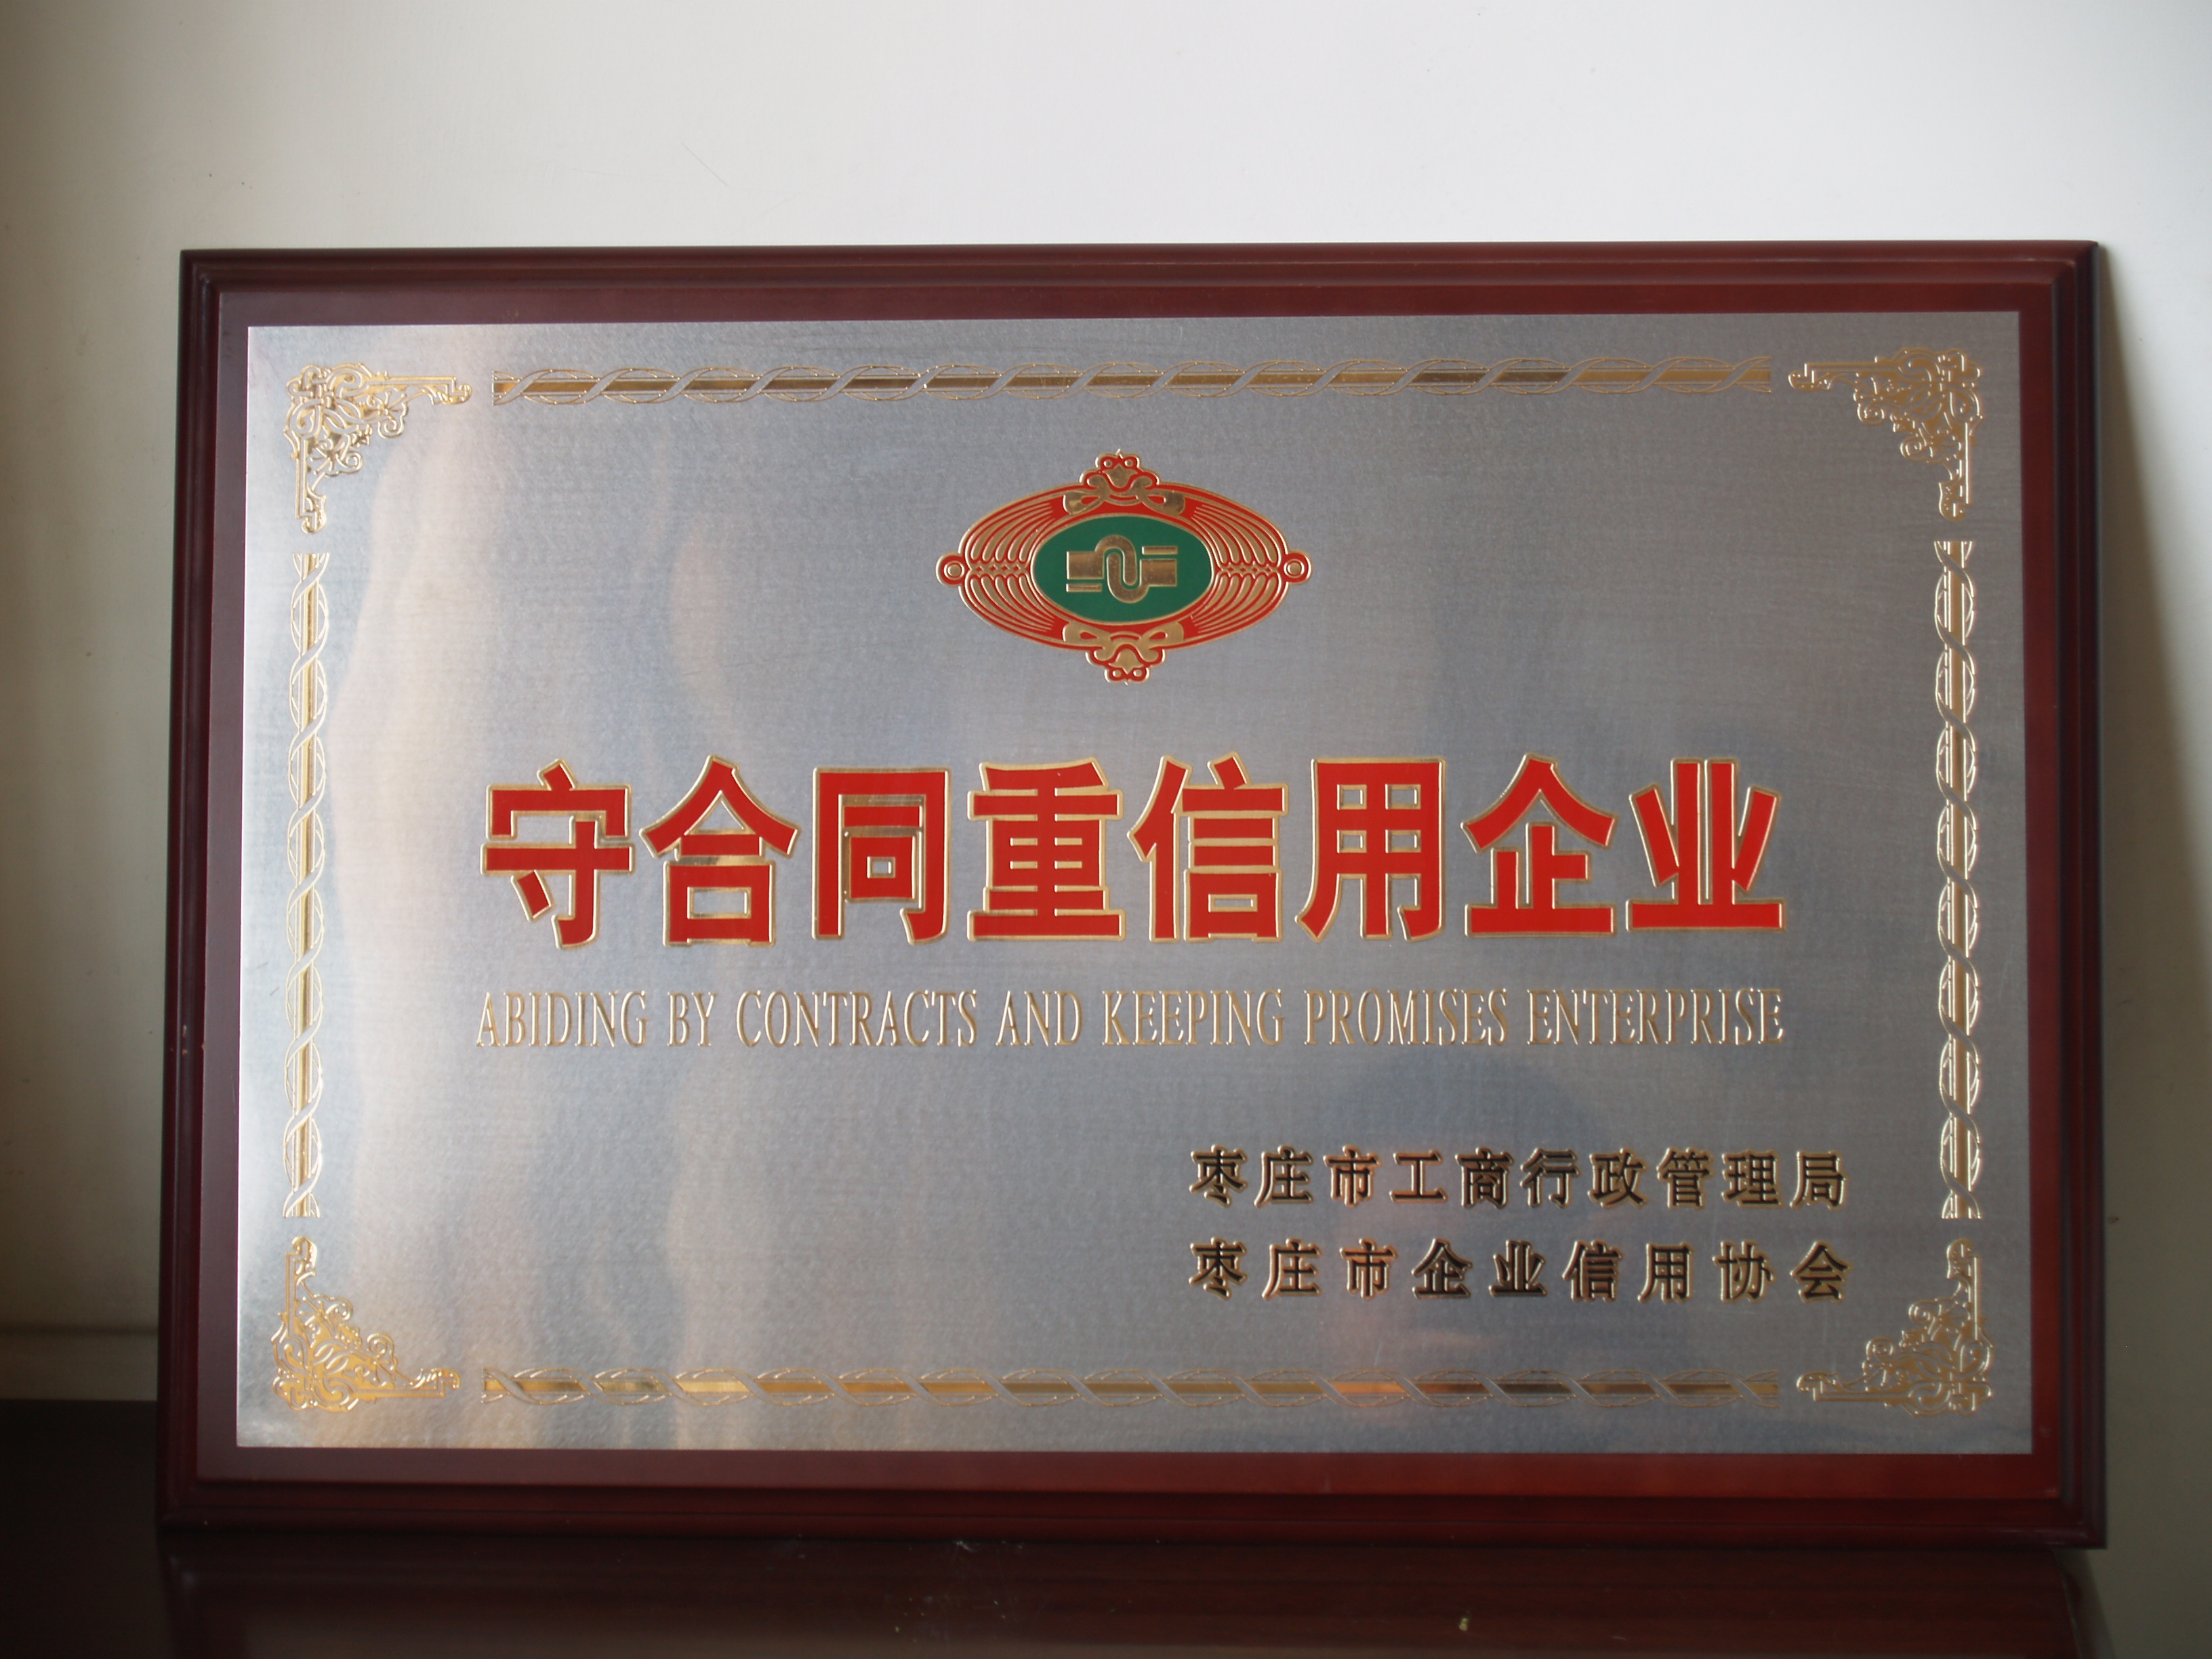 守合同重信用企业
ABIDING BY CONTRACTS AND KEEPING PROMISES ENTERPRISE
枣庄市工商行政管理局
枣庄市企业信用协会